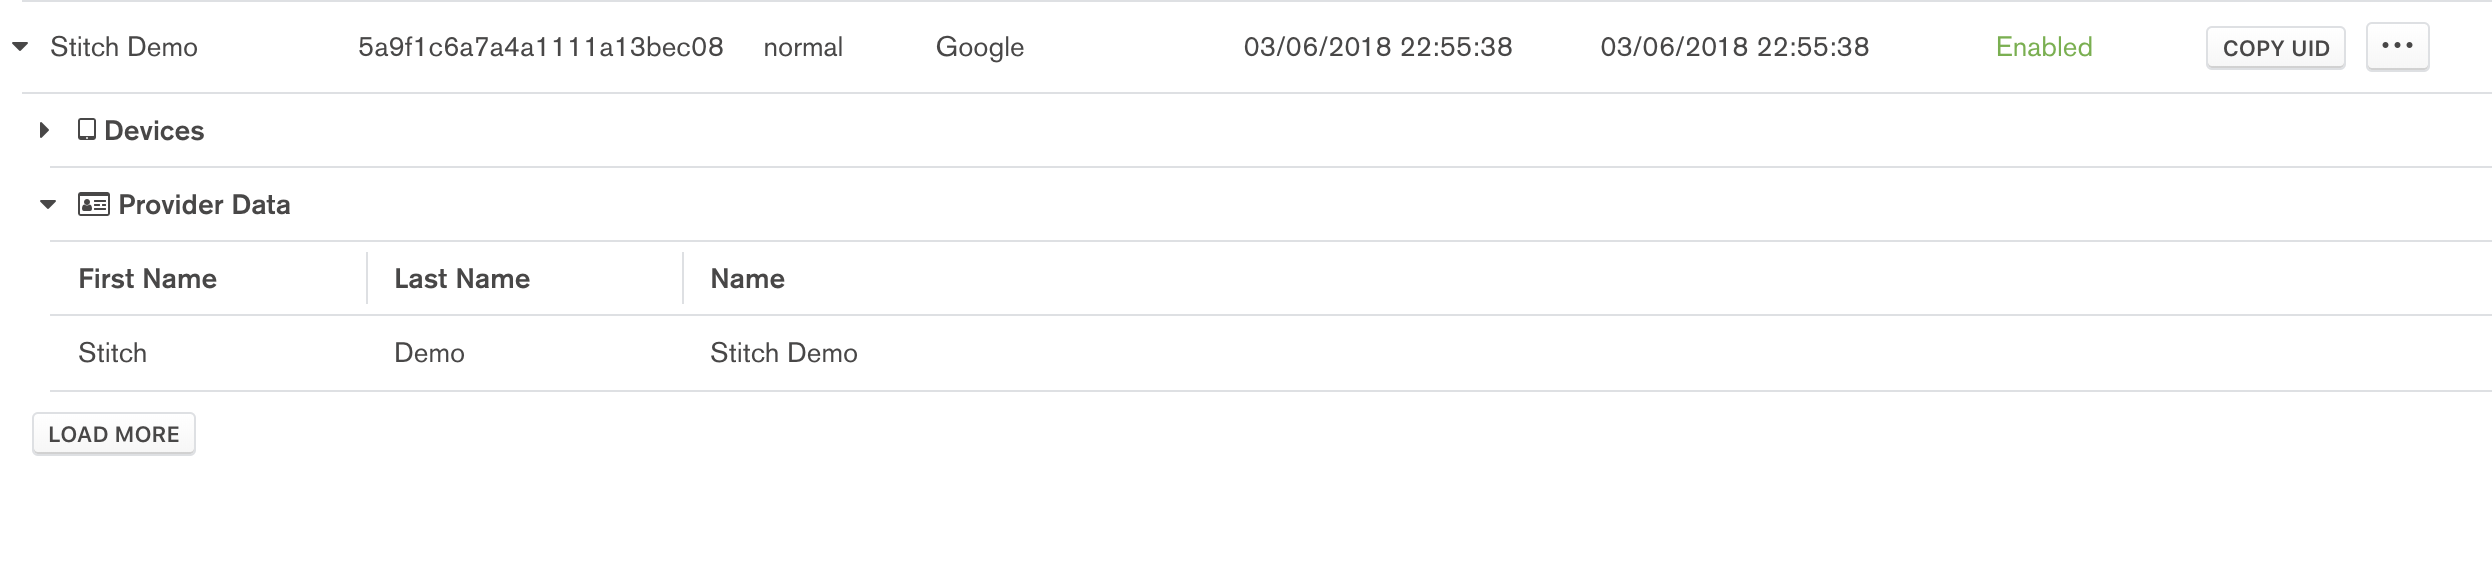 Stitch Demo 5a9f1c6a7a4a1111a13bec08 normal Google 03/06/2018 22:55:38 03/06/2018 22:55:38 Enabled COPY UID •••
Devices
Provider Data
First Name Last Name Name
Stitch Demo Stitch Demo
LOAD MORE